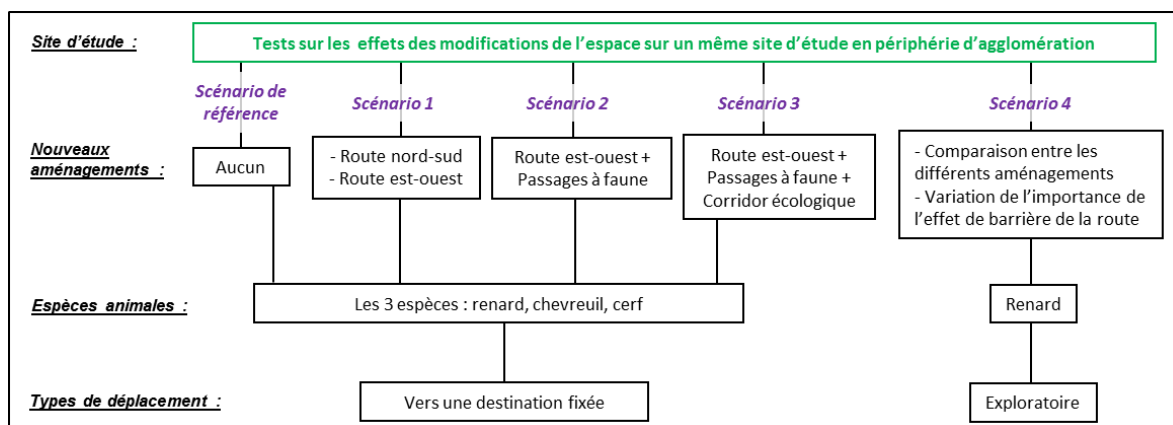 Site d'étude :
Tests sur les effets des modifications de l'espace sur un même site d'étude en périphérie d'agglomération
Scénario de
référence
Scénario 1
Scénario 2
Scénario 3
Scénario 4
Nouveaux
aménagements :
Aucun
- Route nord-sud
- Route est-ouest
Route est-ouest +
Passages à faune
Route est-ouest +
Passages à faune +
Corridor écologique
- Comparaison entre les
différents aménagements
- Variation de l'importance de
l'effet de barrière de la route
Espèces animales :
Les 3 espèces : renard, chevreuil, cerf
Renard
Types de déplacement :
Vers une destination fixée
Exploratoire